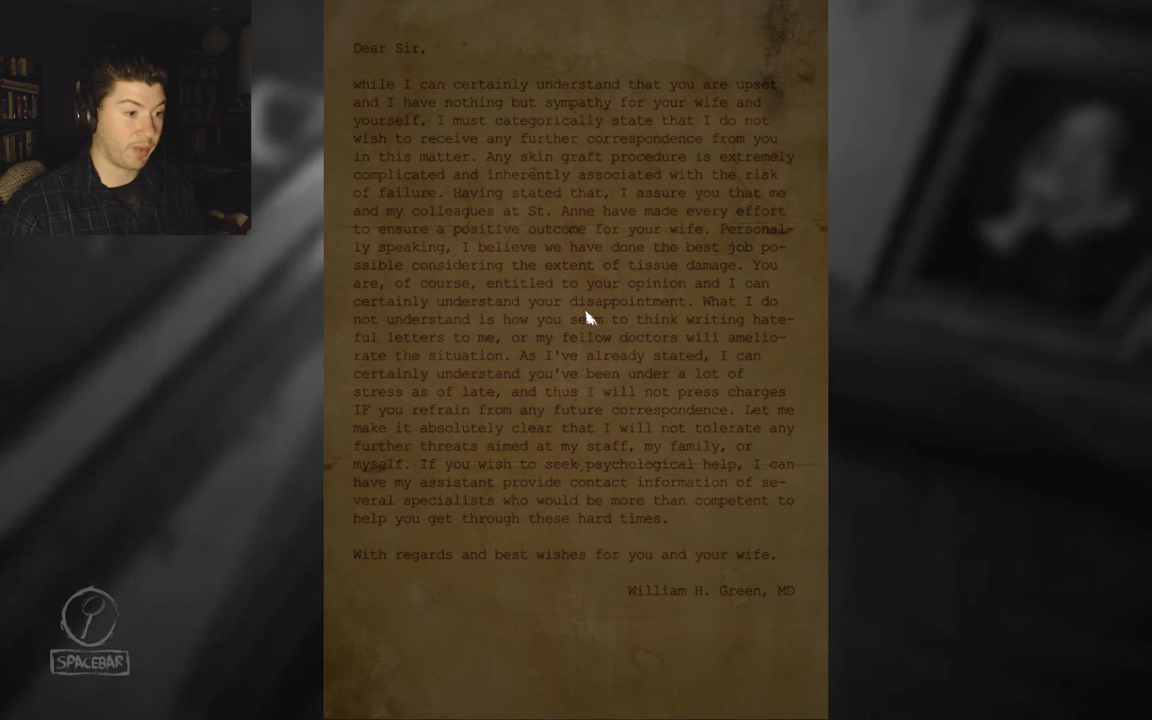 Dear Sir,
while I can certainly understand that you are upset
and I have nothing but sympathy for your wife and
yourself, I must categorically state that I do not
wish to receive any further correspondence from you
in this matter. Any skin graft procedure is extremely
complicated and inherently associated with the risk
of failure. Having stated that, I assure you that me
and my colleagues at St. Anne have made every effort
to ensure a positive outcome for your wife. Personal-
ly speaking, I believe we have done the best job po-
ssible considering the extent of tissue damage. You
are, of course, entitled to your opinion and I can
certainly understand your disappointment. What I do
not understand is how you seem to think writing hate-
ful letters to me, or my fellow doctors will amelio-
rate the situation. As I've already stated, I can
certainly understand you've been under a lot of
stress as of late, and thus I will not press charges
IF you refrain from any future correspondence. Let me
make it absolutely clear that I will not tolerate any
further threats aimed at my staff, my family, or
myself. If you wish to seek psychological help, I can
have my assistant provide contact information of se-
veral specialists who would be more than competent to
help you get through these hard times.
With regards and best wishes for you and your wife.
William H. Green, MD
SPACEBAR